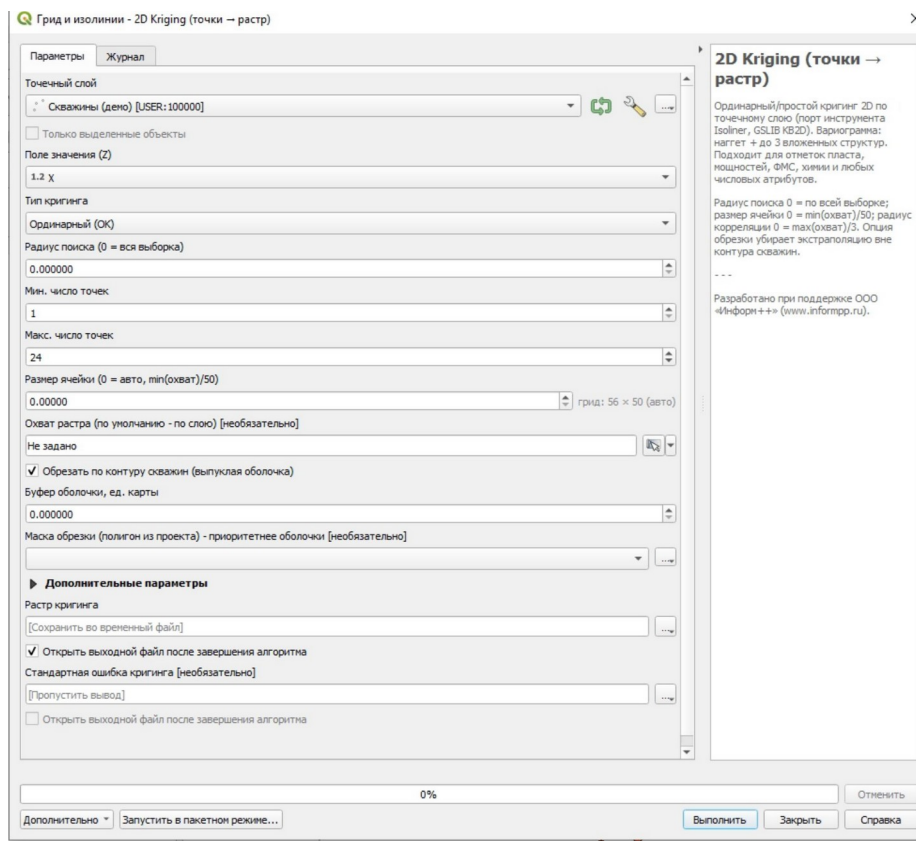 Грид и изолинии - 2D Kriging (точки → растр)
Параметры
Журнал
Точечный слой
Скважины (демо) [USER:100000]
Только выделенные объекты
Поле значения (Z)
1.2 X
Тип кригинга
Ординарный (OK)
Радиус поиска (0 = вся выборка)
0.000000
Мин. число точек
1
Макс. число точек
24
Размер ячейки (0 = авто, min(охват)/50)
0.00000
грид: 56 × 50 (авто)
Охват растра (по умолчанию - по слою) [необязательно]
Не задано
Обрезать по контуру скважин (выпуклая оболочка)
Буфер оболочки, ед. карты
0.000000
Маска обрезки (полигон из проекта) - приоритетнее оболочки [необязательно]
Дополнительные параметры
Растр кригинга
[Сохранить во временный файл]
Открыть выходной файл после завершения алгоритма
Стандартная ошибка кригинга [необязательно]
[Пропустить вывод]
Открыть выходной файл после завершения алгоритма
2D Kriging (точки →
растр)
Ординарный/простой кригинг 2D по
точечному слою (порт инструмента
Isoliner, GSLIB KB2D). Вариограмма:
наггет + до 3 вложенных структур.
Подходит для отметок пласта,
мощностей, ФМС, химии и любых
числовых атрибутов.
Радиус поиска 0 = по всей выборке;
размер ячейки 0 = min(охват)/50; радиус
корреляции 0 = max(охват)/3. Опция
обрезки убирает экстраполяцию вне
контура скважин.
- - -
Разработано при поддержке ООО
«Информ++» (www.informpp.ru).
0%
Отменить
Дополнительно
Запустить в пакетном режиме...
Выполнить
Закрыть
Справка